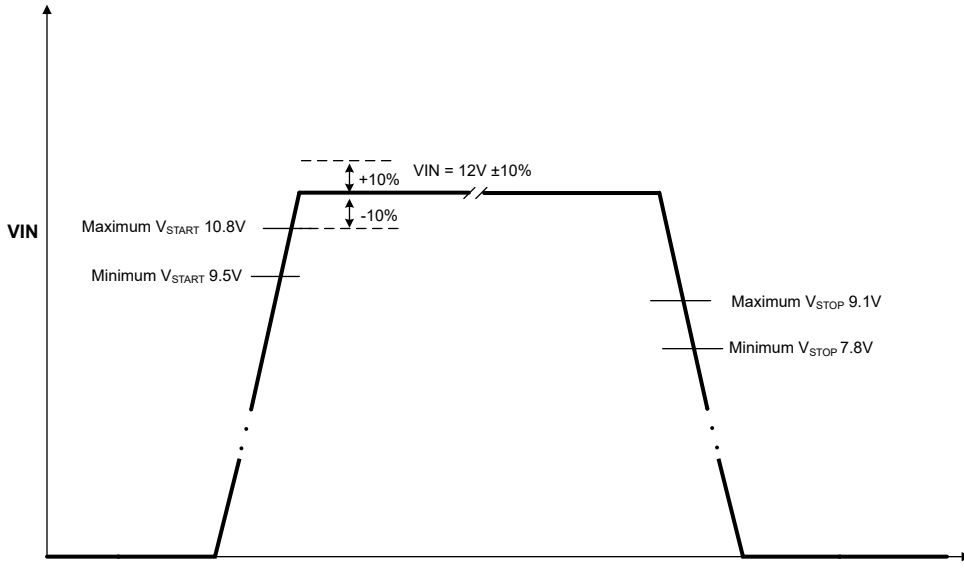 +10%
VIN = 12V ±10%
-10%
VIN
Maximum VSTART 10.8V
Minimum VSTART 9.5V
Maximum VSTOP 9.1V
Minimum VSTOP 7.8V